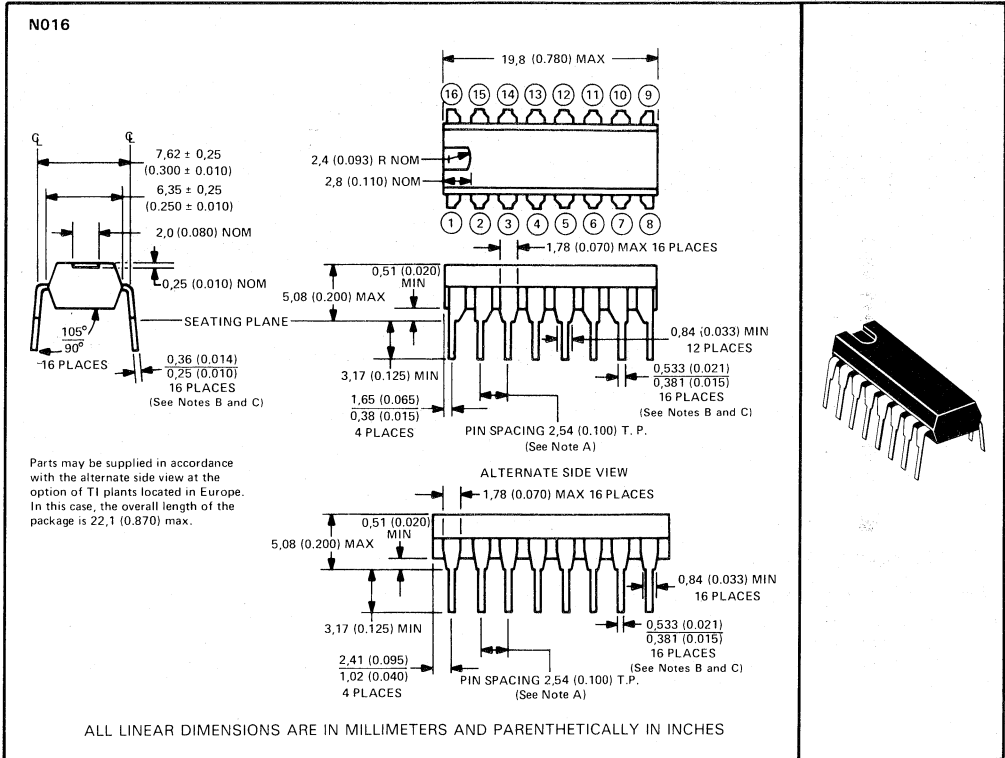 N016
19,8 (0.780) MAX
16 15 14 13 12 11 10 9
℄ ℄
7,62 ± 0,25
(0.300 ± 0.010)
6,35 ± 0,25
(0.250 ± 0.010)
2,0 (0.080) NOM
0,25 (0.010) NOM
2,4 (0.093) R NOM
2,8 (0.110) NOM
1 2 3 4 5 6 7 8
1,78 (0.070) MAX 16 PLACES
0,51 (0.020)
MIN
5,08 (0.200) MAX
SEATING PLANE
105°
90°
16 PLACES
0,36 (0.014)
0,25 (0.010)
16 PLACES
(See Notes B and C)
0,84 (0.033) MIN
12 PLACES
3,17 (0.125) MIN
0,533 (0.021)
0,381 (0.015)
16 PLACES
(See Notes B and C)
1,65 (0.065)
0,38 (0.015)
4 PLACES
PIN SPACING 2,54 (0.100) T. P.
(See Note A)
Parts may be supplied in accordance
with the alternate side view at the
option of TI plants located in Europe.
In this case, the overall length of the
package is 22,1 (0.870) max.
ALTERNATE SIDE VIEW
1,78 (0.070) MAX 16 PLACES
0,51 (0.020)
MIN
5,08 (0.200) MAX
0,84 (0.033) MIN
16 PLACES
3,17 (0.125) MIN
0,533 (0.021)
0,381 (0.015)
16 PLACES
(See Notes B and C)
2,41 (0.095)
1,02 (0.040)
4 PLACES
PIN SPACING 2,54 (0.100) T.P.
(See Note A)
ALL LINEAR DIMENSIONS ARE IN MILLIMETERS AND PARENTHETICALLY IN INCHES